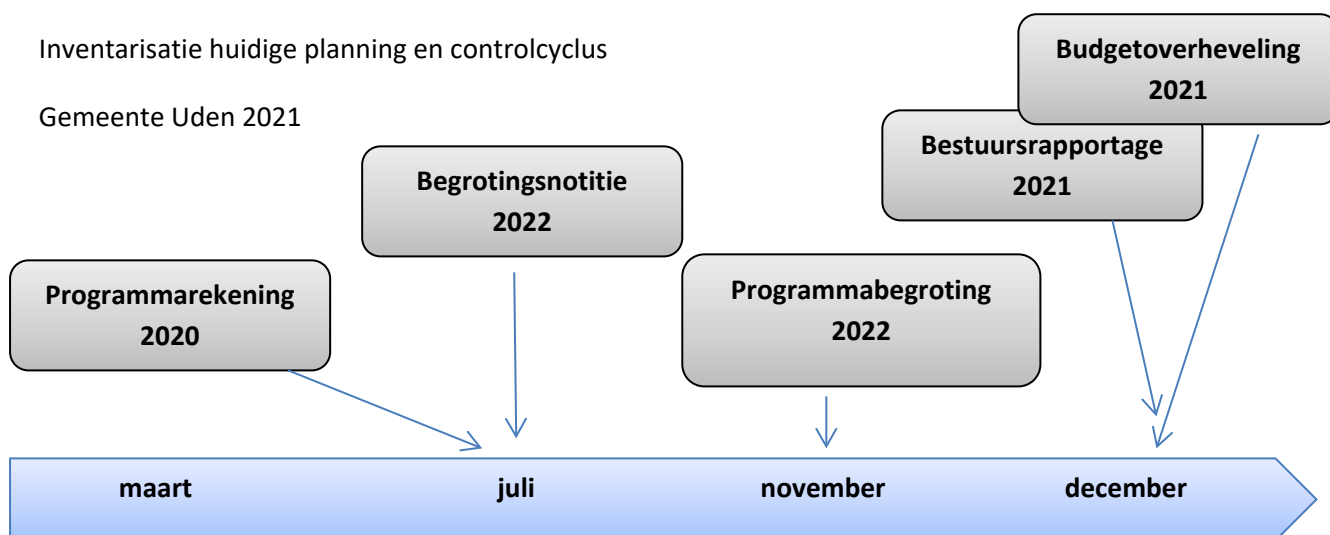 Inventarisatie huidige planning en controlcyclus
Gemeente Uden 2021
Budgetoverheveling
2021
Bestuursrapportage
2021
Begrotingsnotitie
2022
Programmarekening
2020
Programmabegroting
2022
maart
juli
november
december